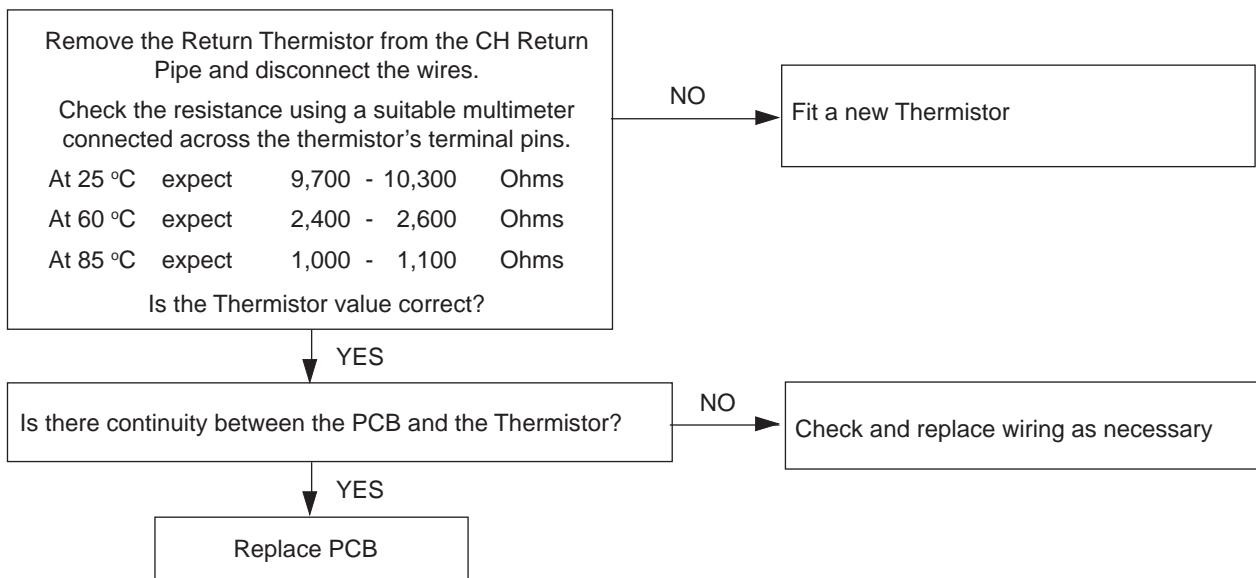 Remove the Return Thermistor from the CH Return
Pipe and disconnect the wires.
Check the resistance using a suitable multimeter
connected across the thermistor's terminal pins.
At 25 °C expect 9,700 - 10,300 Ohms
At 60 °C expect 2,400 - 2,600 Ohms
At 85 °C expect 1,000 - 1,100 Ohms
Is the Thermistor value correct?
NO
Fit a new Thermistor
YES
Is there continuity between the PCB and the Thermistor?
NO
Check and replace wiring as necessary
YES
Replace PCB